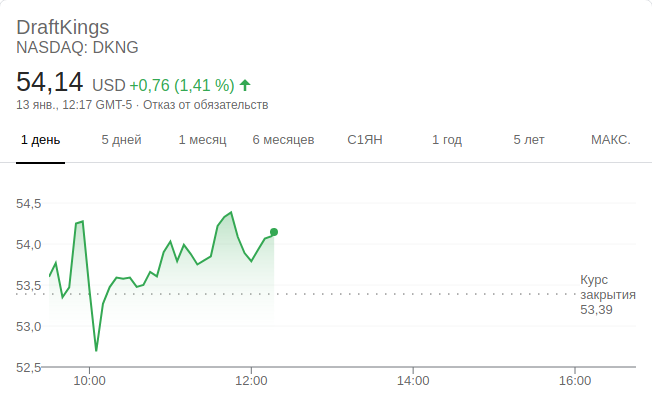 DraftKings
NASDAQ: DKNG
54,14 USD +0,76 (1,41 %)
13 янв., 12:17 GMT-5 · Отказ от обязательств
1 день 5 дней 1 месяц 6 месяцев С1ЯН 1 год 5 лет МАКС.
54,5
54,0
53,5
Курс
закрытия
53,39
53,0
52,5
10:00 12:00 14:00 16:00